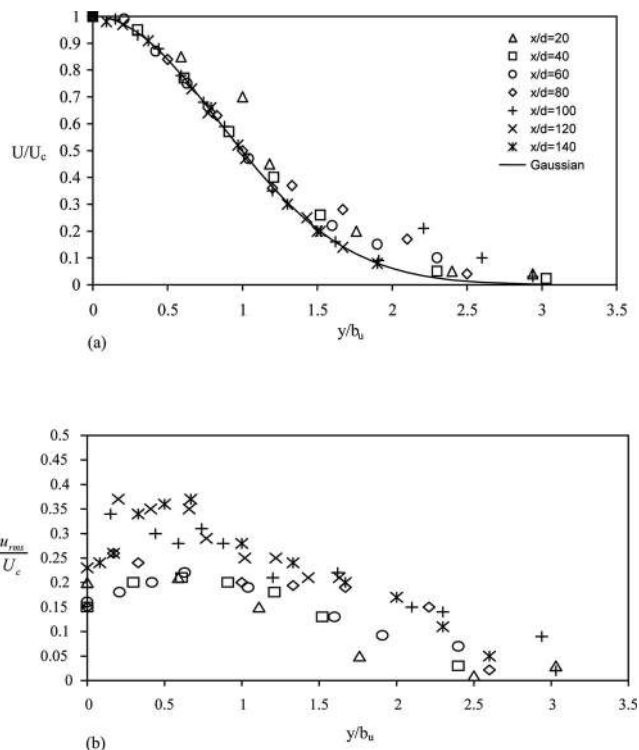 1
0.9
0.8
0.7
0.6
U/Uc
0.5
0.4
0.3
0.2
0.1
0
x/d=20
x/d=40
x/d=60
x/d=80
x/d=100
x/d=120
x/d=140
Gaussian
0 0.5 1 1.5 2 2.5 3 3.5
y/bu
(a)
0.5
0.45
0.4
0.35
0.3
urms
Uc
0.25
0.2
0.15
0.1
0.05
0
0 0.5 1 1.5 2 2.5 3 3.5
y/bu
(b)